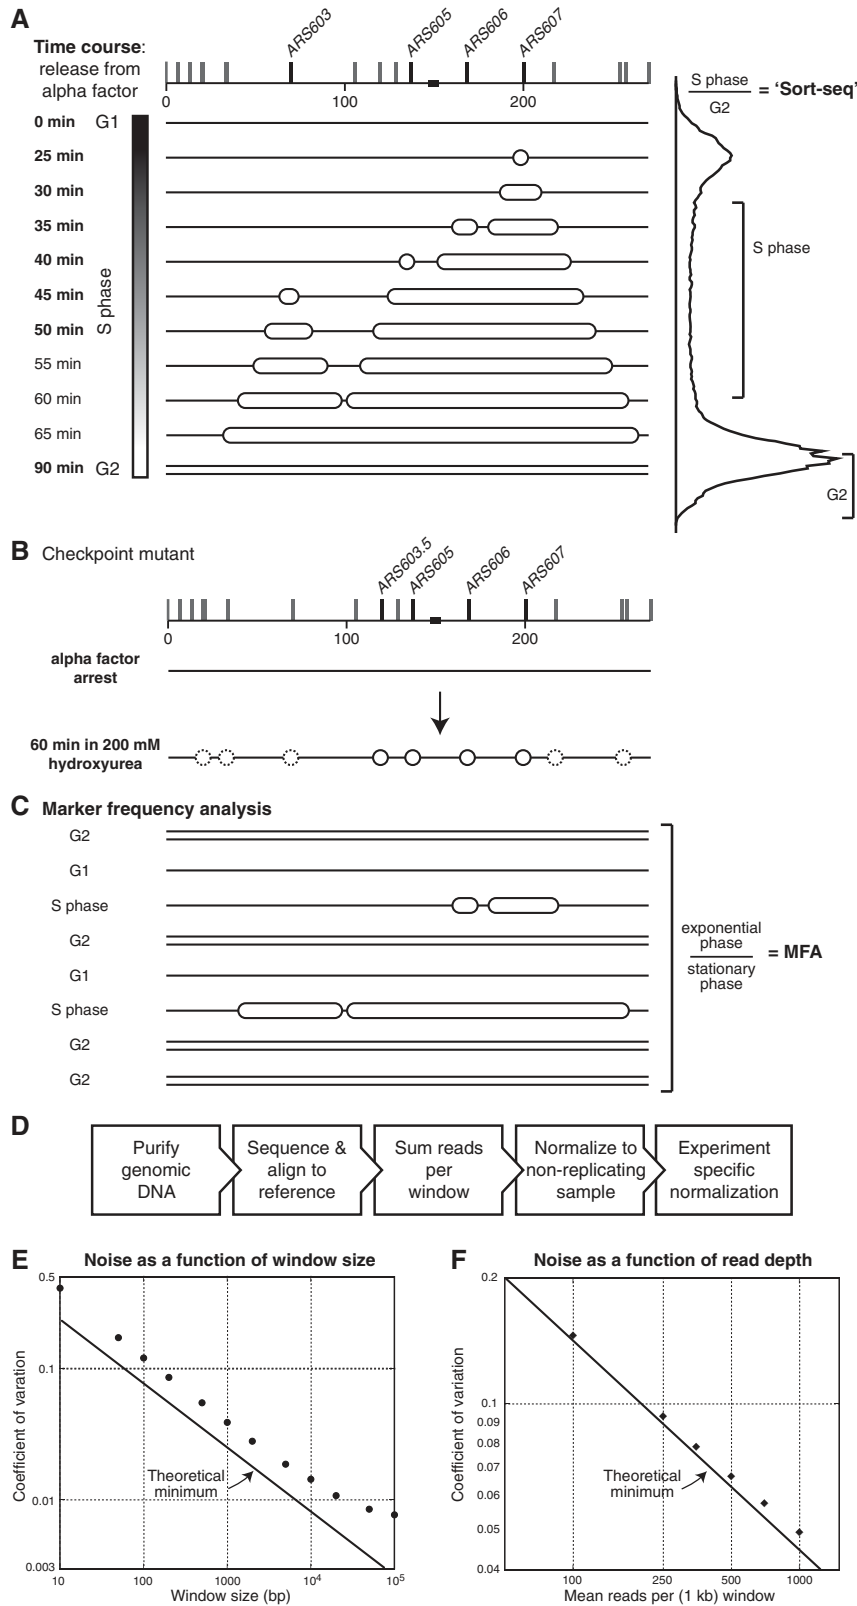 A
Time course:
release from
alpha factor
ARS603
ARS605
ARS606
ARS607
0
100
200
S phase
G2
= 'Sort-seq'
0 min G1
25 min
30 min
35 min
40 min
45 min
50 min
55 min
60 min
65 min
90 min G2
S phase
S phase
G2
B Checkpoint mutant
ARS603.5
ARS605
ARS606
ARS607
0
100
200
alpha factor
arrest
60 min in 200 mM
hydroxyurea
C Marker frequency analysis
G2
G1
S phase
G2
G1
S phase
G2
G2
exponential
phase
stationary
phase
= MFA
D
Purify
genomic
DNA
Sequence &
align to
reference
Sum reads
per
window
Normalize to
non-replicating
sample
Experiment
specific
normalization
E Noise as a function of window size
Coefficient of varation
0.5
0.1
0.01
0.003
Theoretical
minimum
10
100
1000
10⁴
10⁵
Window size (bp)
F Noise as a function of read depth
Coefficient of variation
0.2
0.1
0.09
0.08
0.07
0.06
0.05
0.04
Theoretical
minimum
100
250
500
1000
Mean reads per (1 kb) window